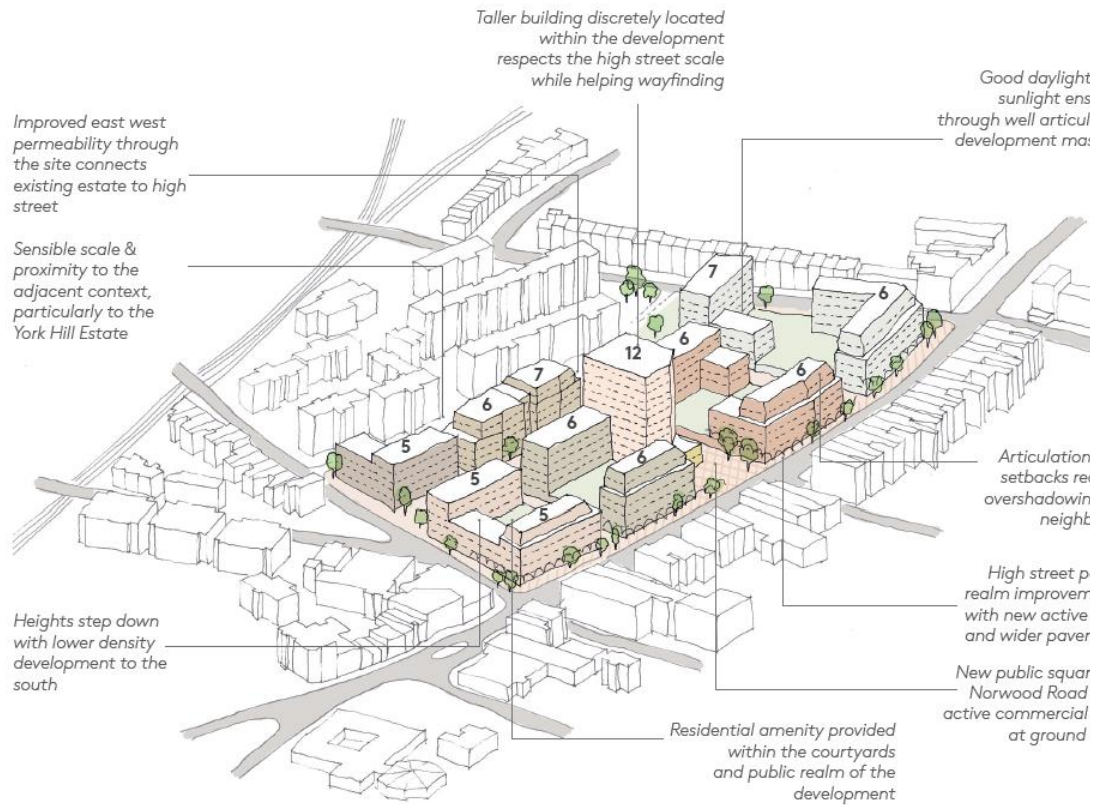 Taller building discretely located
within the development
respects the high street scale
while helping wayfinding
Good daylight
sunlight ens
through well articul
development mas
Improved east west
permeability through
the site connects
existing estate to high
street
Sensible scale &
proximity to the
adjacent context,
particularly to the
York Hill Estate
7
6
6
12
7
6
6
6
5
6
5
5
Articulation
setbacks re
overshadowin
neighb
High street p
realm improvem
with new active
and wider paver
Heights step down
with lower density
development to the
south
New public squar
Norwood Road
active commercial
at ground
Residential amenity provided
within the courtyards
and public realm of the
development